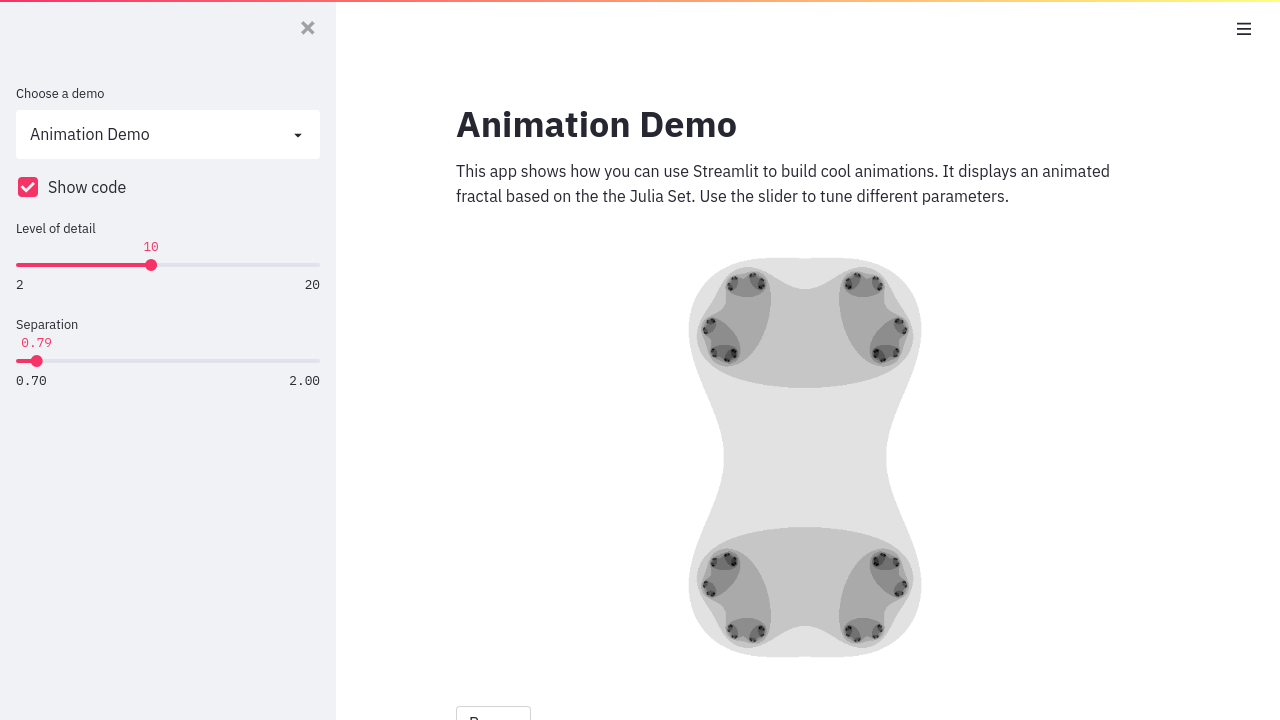 Choose a demo
Animation Demo
Show code
Level of detail
10
2 20
Separation
0.79
0.70 2.00
Animation Demo
This app shows how you can use Streamlit to build cool animations. It displays an animated
fractal based on the the Julia Set. Use the slider to tune different parameters.